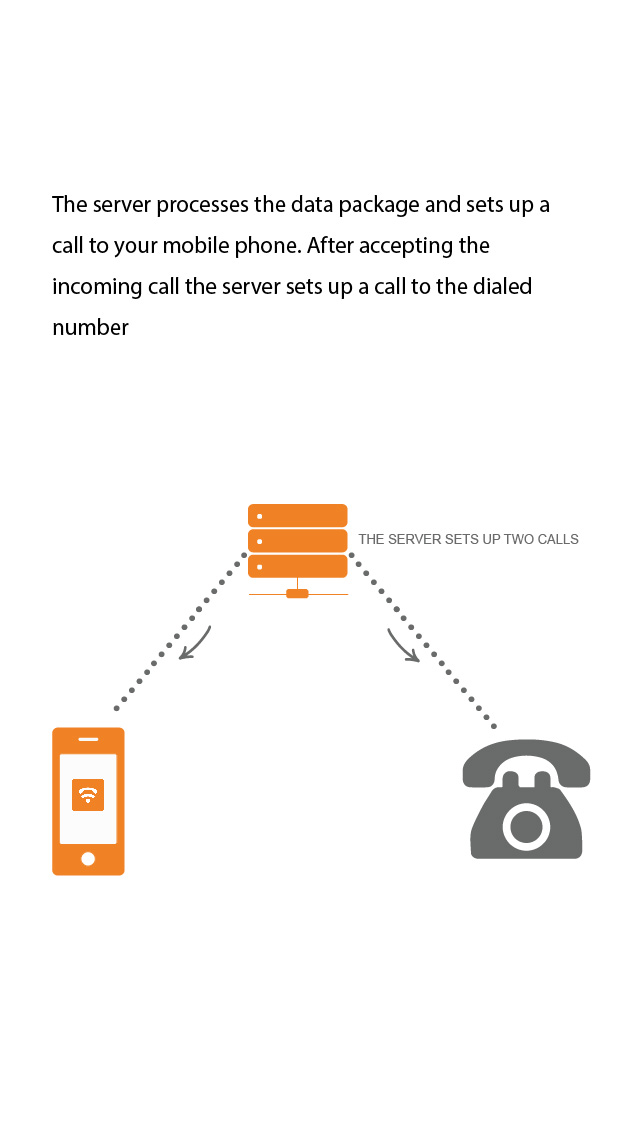 The server processes the data package and sets up a
call to your mobile phone. After accepting the
incoming call the server sets up a call to the dialed
number
THE SERVER SETS UP TWO CALLS